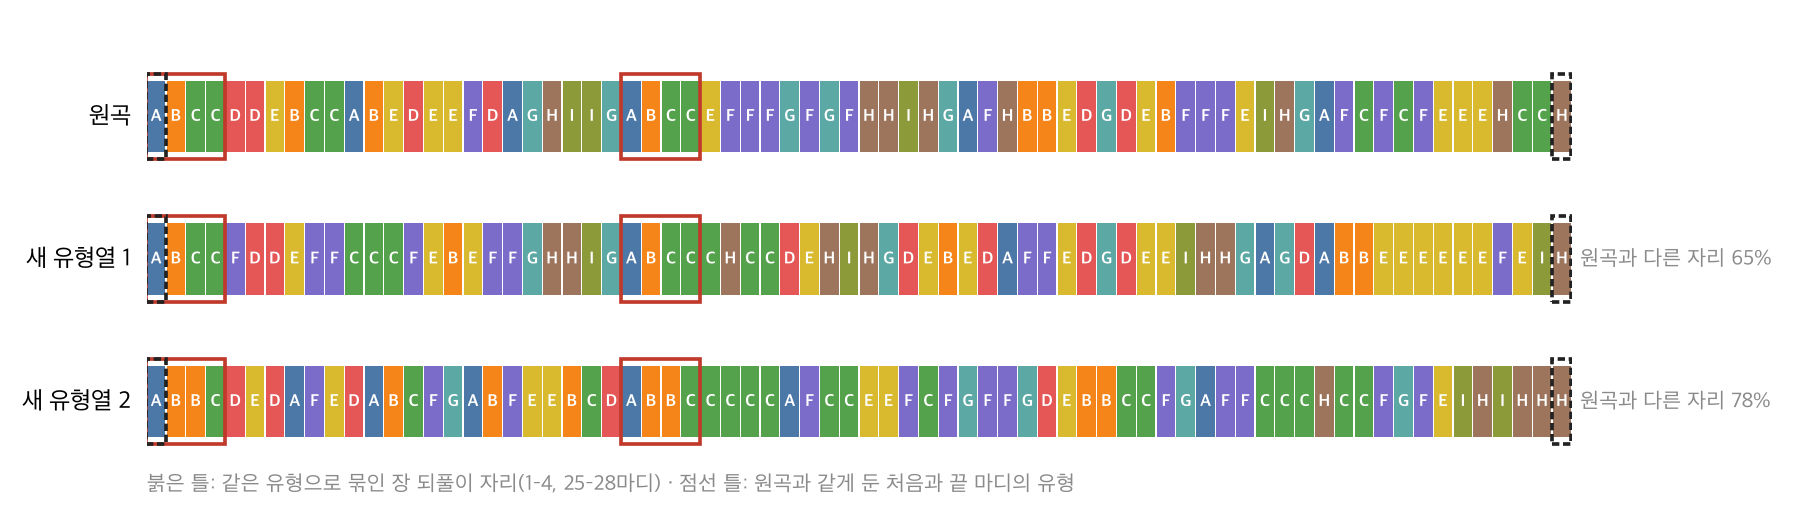 원곡 A B C C D D E B C C A B E D E E F D A G H I I G A B C C E F F F G F G F H H I H G A F H B B E D G D E B F F F E I H G A F C F C F E E E H C C H
새 유형열 1 A B C C F D D E F F C C C F E B E F F G H H I G A B C C C H C C D E H I H G D E B E D A F F E D G D E E I H H G A G D A B B E E E E E E F E I H 원곡과 다른 자리 65%
새 유형열 2 A B B C D E D A F E D A B C F G A B F E E B C D A B B C C C C C A F C C E E F C F G F F G D E B B C C F G A F F C C C H C C F G F E I H I H H H 원곡과 다른 자리 78%
붉은 틀: 같은 유형으로 묶인 장 되풀이 자리(1-4, 25-28마디) · 점선 틀: 원곡과 같게 둔 처음과 끝 마디의 유형